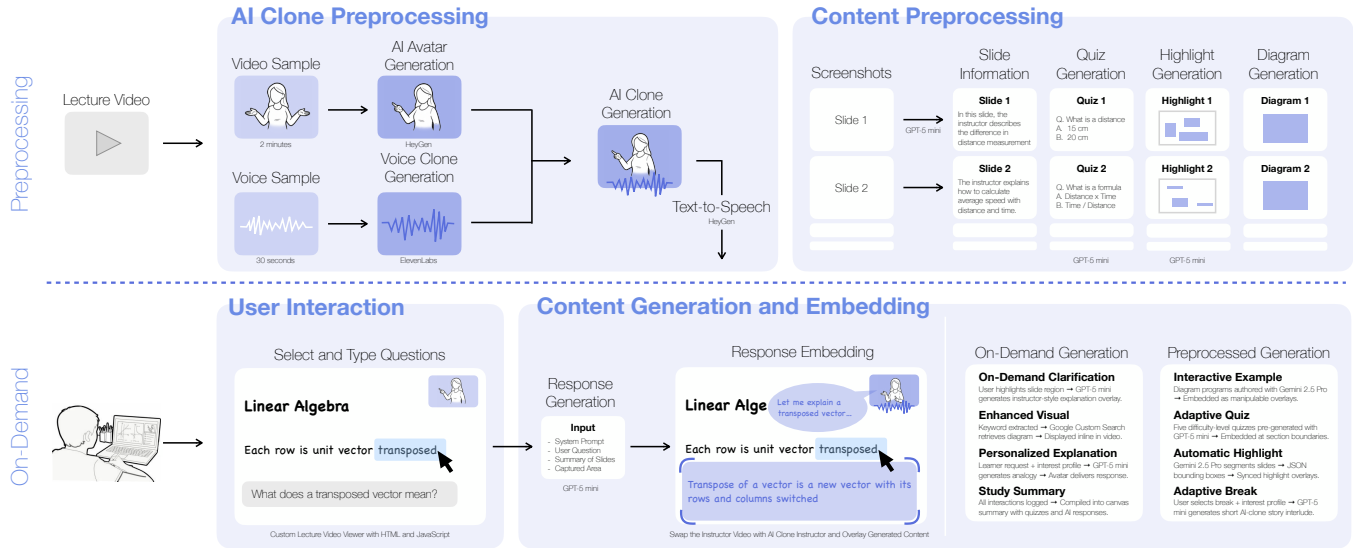 AI Clone Preprocessing
Content Preprocessing
Preprocessing
Lecture Video
Video Sample
2 minutes
AI Avatar
Generation
HeyGen
Voice Sample
30 seconds
Voice Clone
Generation
ElevenLabs
AI Clone
Generation
Text-to-Speech
HeyGen
Screenshots
Slide 1
Slide 2
GPT-5 mini
Slide
Information
Slide 1
In this slide, the
instructor describes
the difference in
distance measurement
Slide 2
The instructor explains
how to calculate
average speed with
distance and time.
Quiz
Generation
Quiz 1
Q. What is a distance
A. 15 cm
B. 20 cm
Quiz 2
Q. What is a formula
A. Distance x Time
B. Time / Distance
GPT-5 mini
Highlight
Generation
Highlight 1
Highlight 2
GPT-5 mini
Diagram
Generation
Diagram 1
Diagram 2
On-Demand
User Interaction
Select and Type Questions
Linear Algebra
Each row is unit vector transposed
What does a transposed vector mean?
Custom Lecture Video Viewer with HTML and JavaScript
Content Generation and Embedding
Response
Generation
Input
- System Prompt
- User Question
- Summary of Slides
- Captured Area
GPT-5 mini
Response Embedding
Linear Alge
Let me explain a
transposed vector...
Each row is unit vector transposed
Transpose of a vector is a new vector with its
rows and columns switched
Swap the Instructor Video with AI Clone Instructor and Overlay Generated Content
On-Demand Generation
On-Demand Clarification
User highlights slide region → GPT-5 mini
generates instructor-style explanation overlay.
Enhanced Visual
Keyword extracted → Google Custom Search
retrieves diagram → Displayed inline in video.
Personalized Explanation
Learner request + interest profile → GPT-5 mini
generates analogy → Avatar delivers response.
Study Summary
All interactions logged → Compiled into canvas
summary with quizzes and AI responses.
Preprocessed Generation
Interactive Example
Diagram programs authored with Gemini 2.5 Pro
→ Embedded as manipulable overlays.
Adaptive Quiz
Five difficulty-level quizzes pre-generated with
GPT-5 mini → Embedded at section boundaries.
Automatic Highlight
Gemini 2.5 Pro segments slides → JSON
bounding boxes → Synced highlight overlays.
Adaptive Break
User selects break + interest profile → GPT-5
mini generates short AI-clone story interlude.